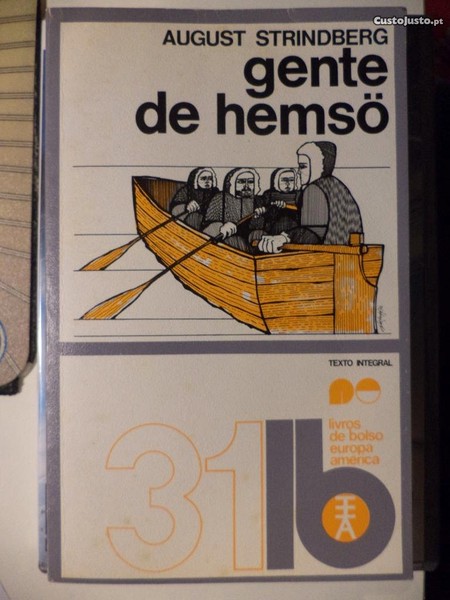 CustoJusto.pt
AUGUST STRINDBERG
gente
de hemsö
TEXTO INTEGRAL
31 lb
livros
de bolso
europa
américa